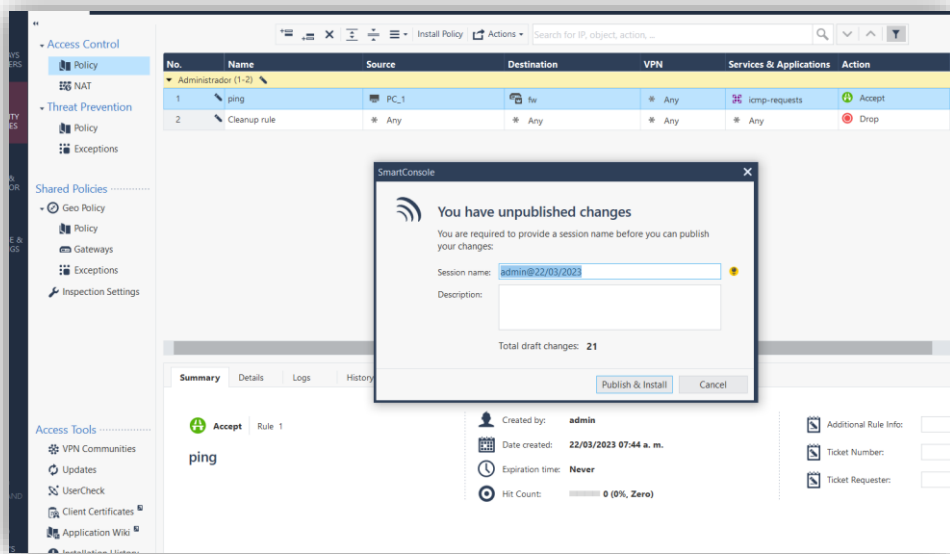 Access Control
Policy
NAT
Threat Prevention
Policy
Exceptions
Shared Policies
Geo Policy
Policy
Gateways
Exceptions
Inspection Settings
Access Tools
VPN Communities
Updates
UserCheck
Client Certificates
Application Wiki
Installation History
Install Policy Actions Search for IP, object, action, ...
No. Name Source Destination VPN Services & Applications Action
Administrador (1-2)
1 ping PC_1 fw Any icmp-requests Accept
2 Cleanup rule Any Any Any Any Drop
SmartConsole
You have unpublished changes
You are required to provide a session name before you can publish
your changes:
Session name: admin@22/03/2023
Description:
Total draft changes: 21
Publish & Install Cancel
Summary Details Logs History
Accept Rule 1
ping
Created by: admin
Date created: 22/03/2023 07:44 a. m.
Expiration time: Never
Hit Count: 0 (0%, Zero)
Additional Rule Info:
Ticket Number:
Ticket Requester: